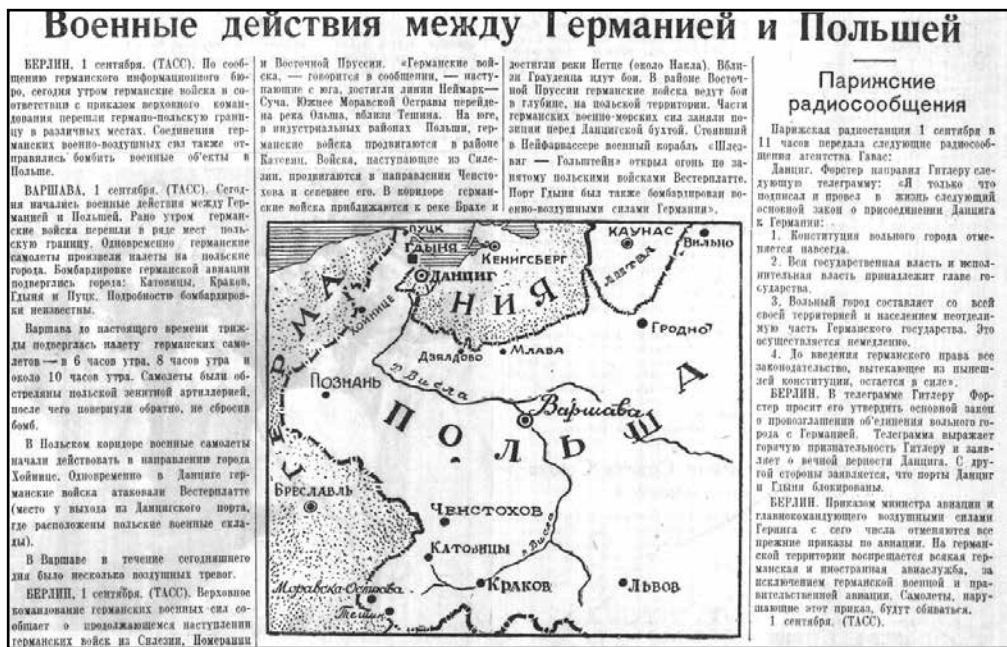 Военные действия между Германией и Польшей
БЕРЛИН, 1 сентября. (ТАСС). По сооб-
щению германского информационного бю-
ро, сегодня утром германские войска в со-
ответствии с приказом верховного коман-
дования перешли германо-польскую грани-
цу в различных местах. Соединения гер-
манских военно-воздушных сил также от-
правились бомбить военные об'екты в
Польше.
ВАРШАВА, 1 сентября. (ТАСС). Сегод-
ня начались военные действия между Гер-
манией и Польшей. Рано утром герман-
ские войска перешли в ряде мест поль-
скую границу. Одновременно германские
самолеты произвели налеты на польские
города. Бомбардировке германской авиации
подверглись города: Катовицы, Краков,
Гдыня и Пуцк. Подробности бомбардиров-
ки неизвестны.
Варшава до настоящего времени триж-
ды подверглась налету германских само-
летов — в 6 часов утра, 8 часов утра и
около 10 часов утра. Самолеты были об-
стреляны польской зенитной артиллерией,
после чего повернули обратно, не сбросив
бомб.
В Польском коридоре военные самолеты
начали действовать в направлении города
Хойнице. Одновременно в Данциге гер-
манские войска атаковали Вестерплатте
(место у выхода из Данцигского порта,
где расположены польские военные скла-
ды).
В Варшаве в течение сегодняшнего
дня было несколько воздушных тревог.
БЕРЛИН, 1 сентября. (ТАСС). Верховное
командование германских военных сил со-
общает о продолжающемся наступлении
германских войск из Силезии, Померании
и Восточной Пруссии. «Германские вой-
ска, — говорится в сообщении, — насту-
пающие с юга, достигли линии Неймарк—
Суча. Южнее Моравской Остравы перейде-
на река Ольша, вблизи Тешина. На юге,
в индустриальных районах Польши, гер-
манские войска продвигаются в районе
Катовиц. Войска, наступающие из Силе-
зии, продвигаются в направлении Ченсто-
хова и севернее его. В коридоре герман-
ские войска приближаются к реке Браxе и
достигли реки Нетце (около Накла). Вбли-
зи Грауденца идут бои. В районе Восточ-
ной Пруссии германские войска ведут бои
в глубине, на польской территории. Части
германских военно-морских сил заняли по-
зиции перед Данцигской бухтой. Стоявший
в Нейфарвассере военный корабль «Шлез-
виг — Гольштейн» открыл огонь по за-
нятому польскими войсками Вестерплатте.
Порт Гдыня был также бомбардирован во-
енно-воздушными силами Германии».
ПУЦК
ГДЫНЯ
КЕНИГСБЕРГ
КАУНАС
Вильно
ЛИТВА
ДАНЦИГ
ГЕРМАНИЯ
Хойнице
ГРОДНО
ДЗЯЛДОВО
МЛАВА
ПОЗНАНЬ
р. Висла
Варшава
ПОЛЬША
БРЕСЛАВЛЬ
ЧЕНСТОХОВ
р. Висла
КАТОВИЦЫ
КРАКОВ
ЛЬВОВ
Моравска-Острава
Тешин
Парижские
радиосообщения
Парижская радиостанция 1 сентября в
11 часов передала следующие радиосооб-
щения агентства Гавас:
Данциг. Форстер направил Гитлеру сле-
дующую телеграмму: «Я только что
подписал и провел в жизнь следующий
основной закон о присоединении Данцига
к Германии:
1. Конституция вольного города отме-
няется навсегда.
2. Вся государственная власть и испол-
нительная власть принадлежит главе го-
сударства.
3. Вольный город составляет со всей
своей территорией и населением неотдели-
мую часть Германского государства. Это
осуществляется немедленно.
4. До введения германского права все
законодательство, вытекающее из нынеш-
лей конституции, остается в силе».
БЕРЛИН. В телеграмме Гитлеру Фор-
стер просит его утвердить основной закон
о провозглашении об'единения вольного го-
рода с Германией. Телеграмма выражает
горячую признательность Гитлеру и заяв-
ляет о вечной верности Данцига. С дру-
гой стороны заявляется, что порты Данциг
и Гдыня блокированы.
БЕРЛИН. Приказом министра авиации и
главнокомандующего воздушными силами
Геринга с сего числа отменяются все
прежние приказы по авиации. На герман-
ской территории воспрещается всякая гер-
манская и иностранная авиаслужба, за
исключением германской военной и пра-
вительственной авиации. Самолеты, нару-
шающие этот приказ, будут сбиваться.
1 сентября. (ТАСС).